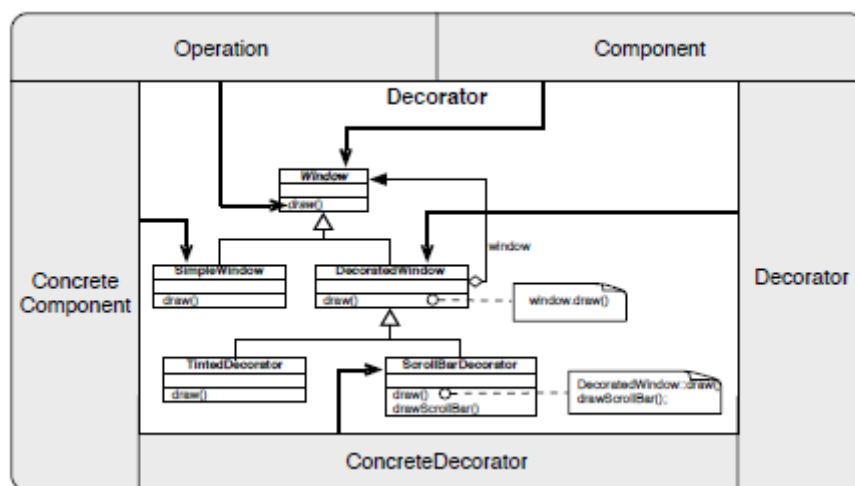 Operation
Component
Decorator
Window
draw()
window
Concrete
Component
Decorator
SimpleWindow
draw()
DecoratedWindow
draw()
window.draw()
TintedDecorator
draw()
ScrollBarDecorator
draw()
drawScrollBar()
DecoratedWindow::draw()
drawScrollBar();
ConcreteDecorator